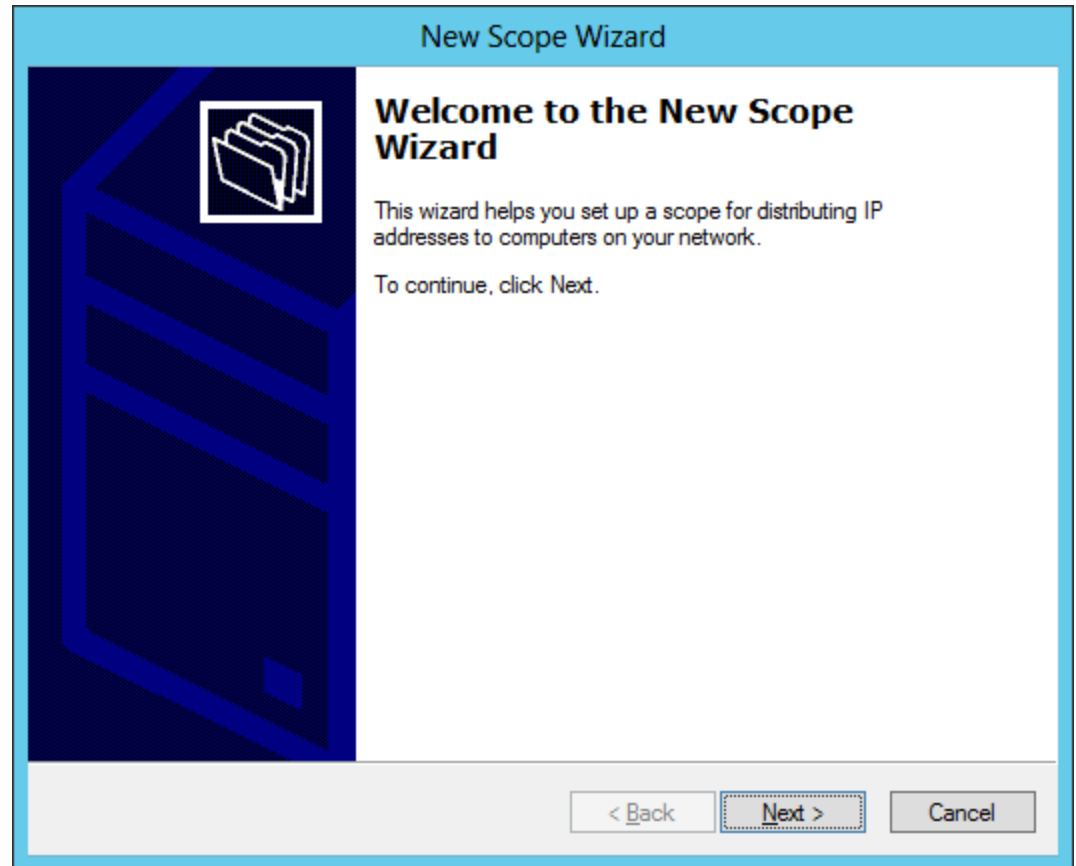 New Scope Wizard
Welcome to the New Scope
Wizard
This wizard helps you set up a scope for distributing IP
addresses to computers on your network.
To continue, click Next.
< Back
Next >
Cancel